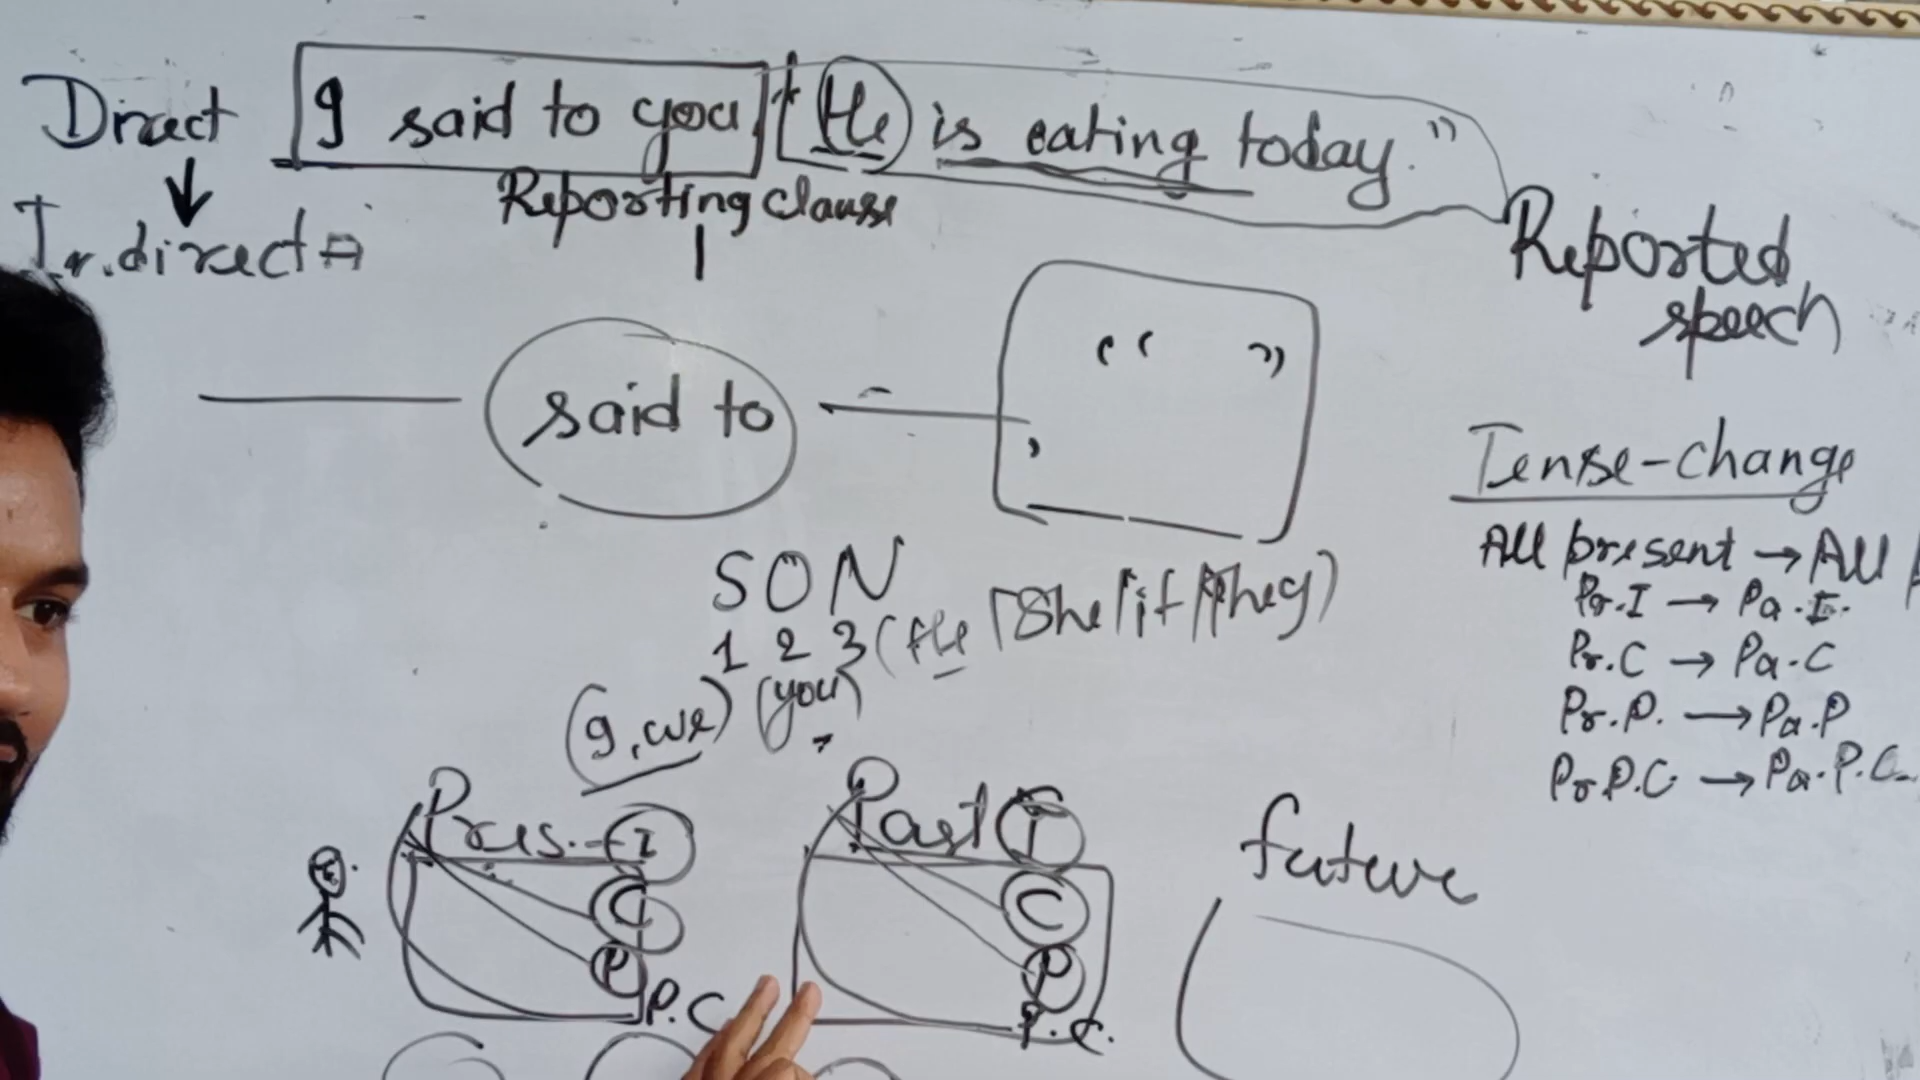 Direct I said to you, "He is eating today."
Reporting clause
In.direct
Reported
speech
said to
“ ”
,
Tense-change
All present → All
Pr.I → Pa.I.
Pr.C → Pa.C
Pr.P. → Pa.P
Pr.P.C → Pa.P.C.
SON
1 2 3 (He/She/it/they)
(I, we) (you)
Pres. I
C
P
P.C
Past I
C
P
P.C.
future